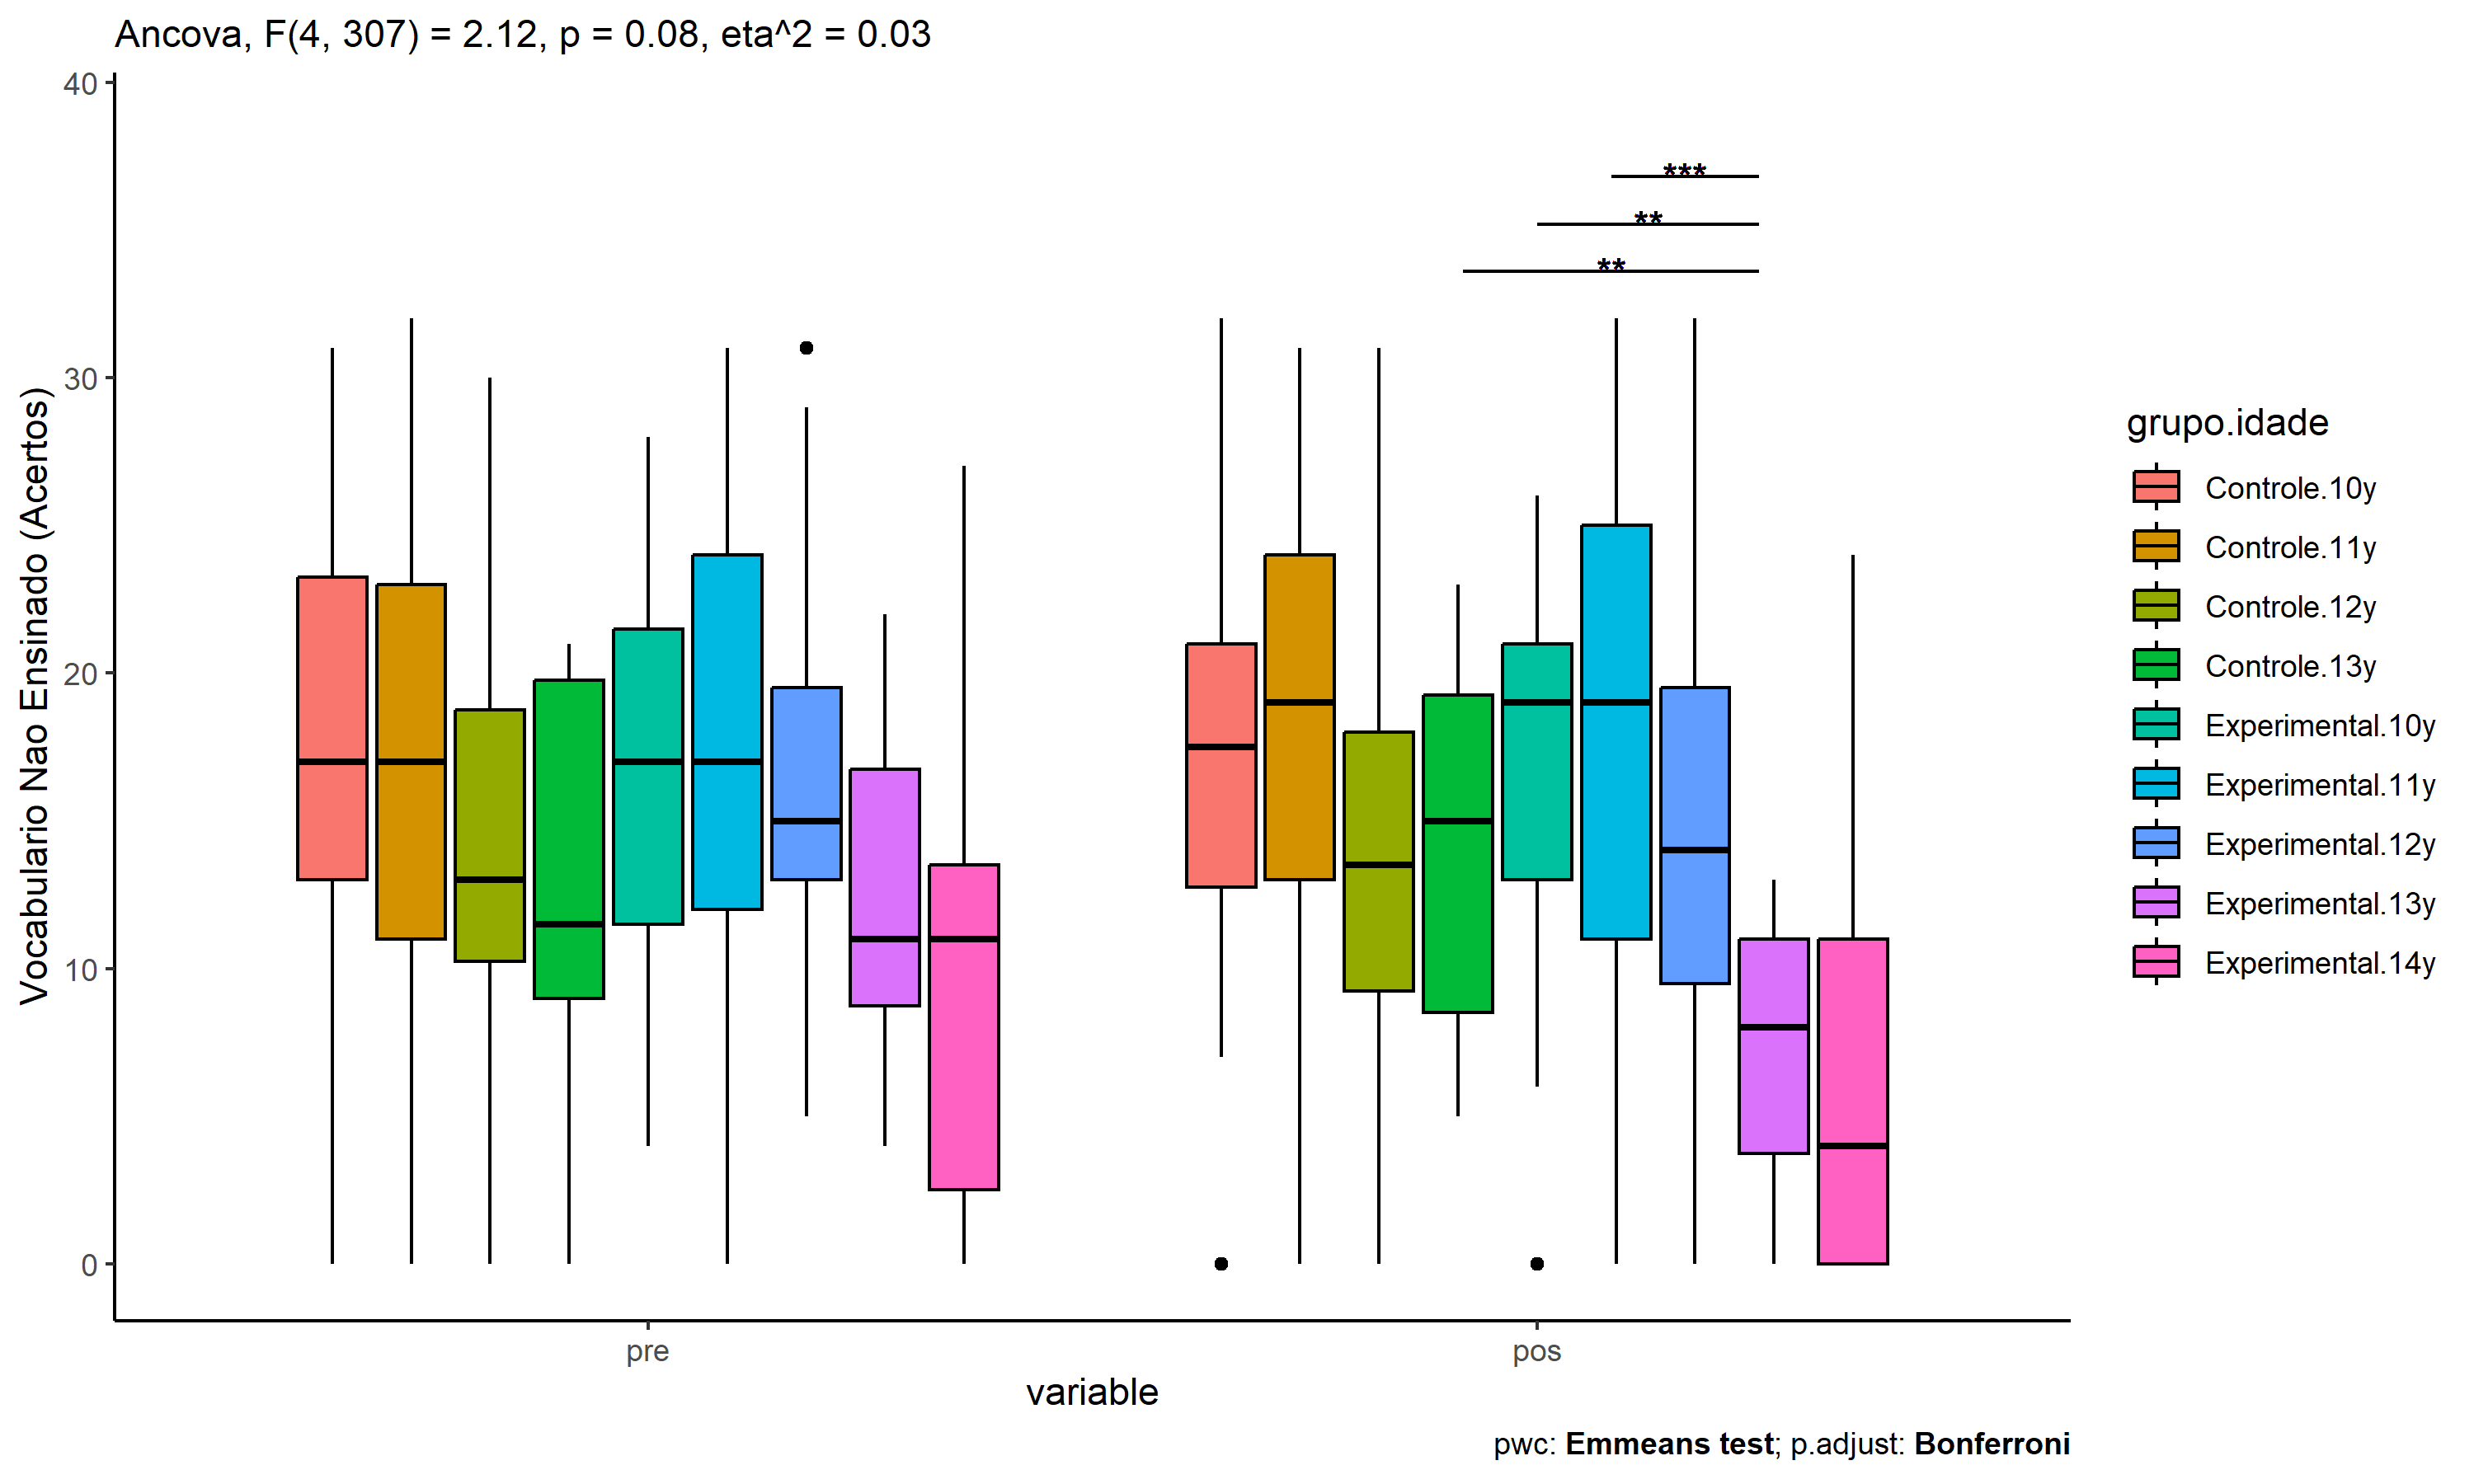 Ancova, F(4, 307) = 2.12, p = 0.08, eta^2 = 0.03
Vocabulario Nao Ensinado (Acertos)
40
30
20
10
0
***
**
**
pre
pos
variable
grupo.idade
Controle.10y
Controle.11y
Controle.12y
Controle.13y
Experimental.10y
Experimental.11y
Experimental.12y
Experimental.13y
Experimental.14y
pwc: Emmeans test; p.adjust: Bonferroni